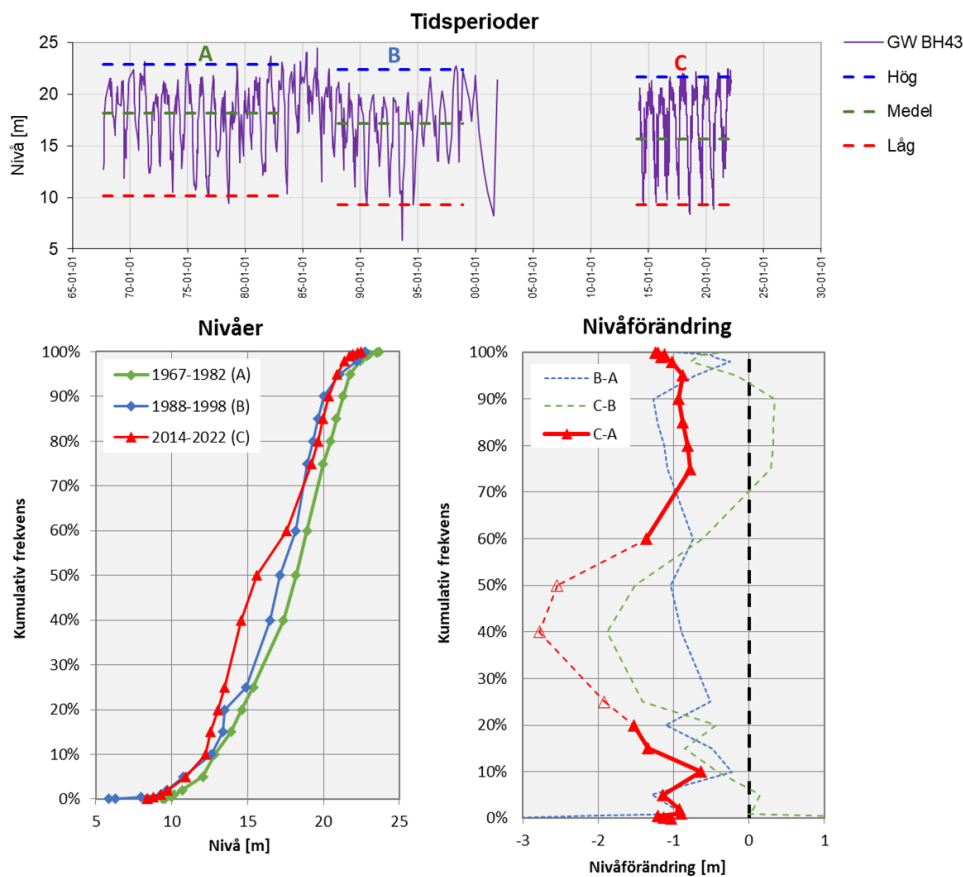 Tidsperioder
25
20
15
10
5
Nivå [m]
A
B
C
GW BH43
Hög
Medel
Låg
65-01-01
70-01-01
75-01-01
80-01-01
85-01-01
90-01-01
95-01-01
00-01-01
05-01-01
10-01-01
15-01-01
20-01-01
25-01-01
30-01-01
Nivåer
100%
90%
80%
70%
60%
50%
40%
30%
20%
10%
0%
Kumulativ frekvens
1967-1982 (A)
1988-1998 (B)
2014-2022 (C)
5
10
15
20
25
Nivå [m]
Nivåförändring
100%
90%
80%
70%
60%
50%
40%
30%
20%
10%
0%
Kumulativ frekvens
B-A
C-B
C-A
-3
-2
-1
0
1
Nivåförändring [m]